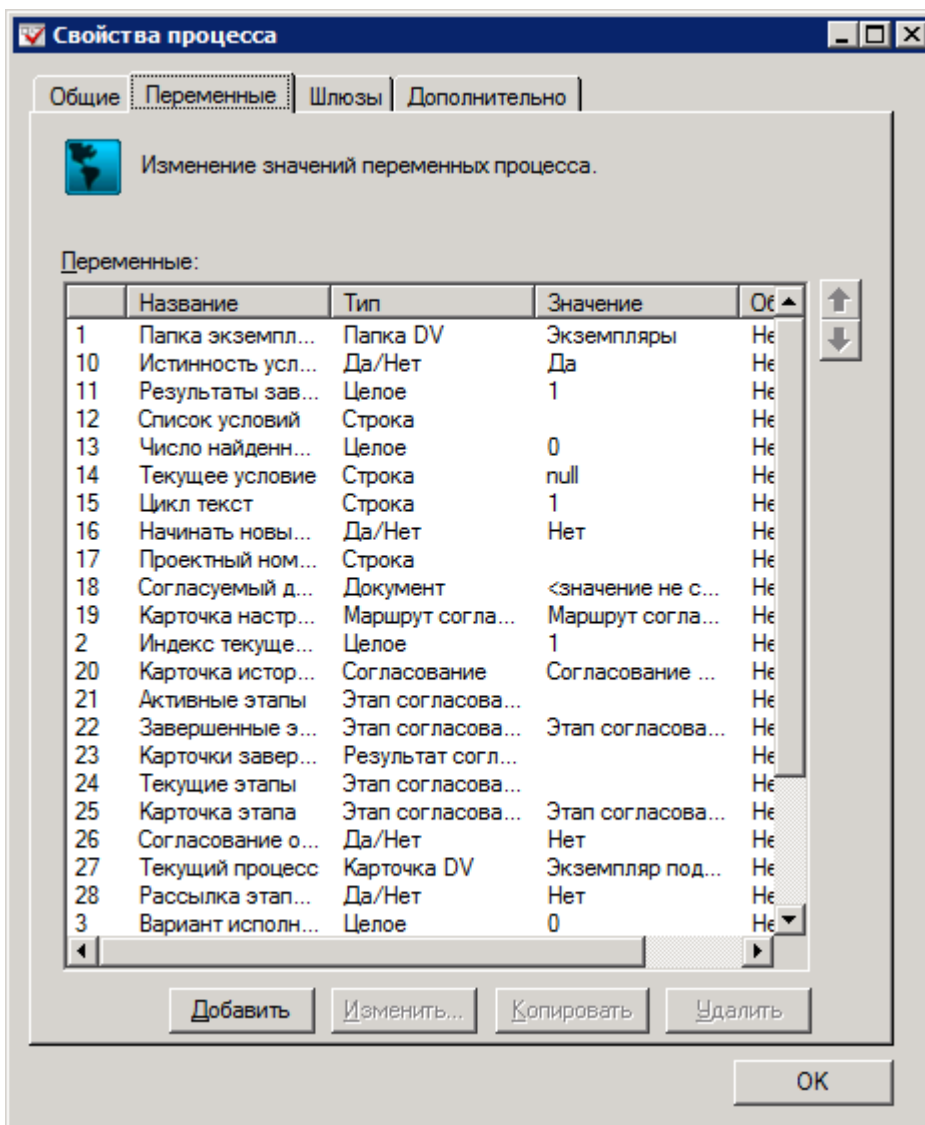 Свойства процесса
Общие Переменные Шлюзы Дополнительно
Изменение значений переменных процесса.
Переменные:
Название Тип Значение Об
1 Папка экземпл... Папка DV Экземпляры Не
10 Истинность усл... Да/Нет Да Не
11 Результаты зав... Целое 1 Не
12 Список условий Строка Не
13 Число найденн... Целое 0 Не
14 Текущее условие Строка null Не
15 Цикл текст Строка 1 Не
16 Начинать новы... Да/Нет Нет Не
17 Проектный ном... Строка Не
18 Согласуемый д... Документ <значение не с... Не
19 Карточка настр... Маршрут согла... Маршрут согла... Не
2 Индекс текуще... Целое 1 Не
20 Карточка истор... Согласование Согласование ... Не
21 Активные этапы Этап согласова... Не
22 Завершенные э... Этап согласова... Этап согласова... Не
23 Карточки завер... Результат согл... Не
24 Текущие этапы Этап согласова... Не
25 Карточка этапа Этап согласова... Этап согласова... Не
26 Согласование о... Да/Нет Нет Не
27 Текущий процесс Карточка DV Экземпляр под... Не
28 Рассылка этап... Да/Нет Нет Не
3 Вариант исполн... Целое 0 Не
Добавить Изменить... Копировать Удалить
OK